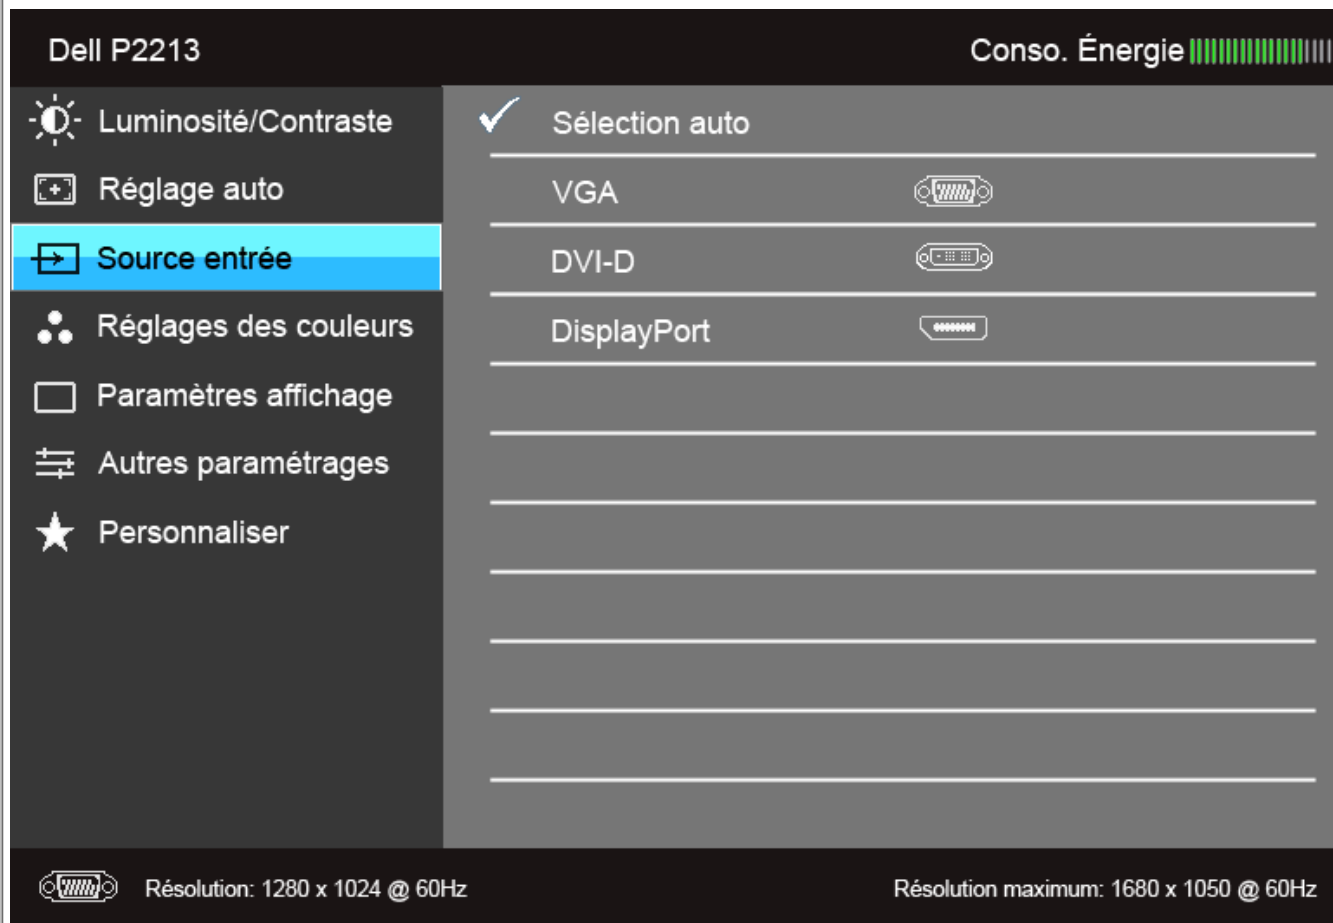 Dell P2213
Conso. Énergie
Luminosité/Contraste
Réglage auto
Source entrée
Réglages des couleurs
Paramètres affichage
Autres paramétrages
Personnaliser
Sélection auto
VGA
DVI-D
DisplayPort
Résolution: 1280 x 1024 @ 60Hz
Résolution maximum: 1680 x 1050 @ 60Hz